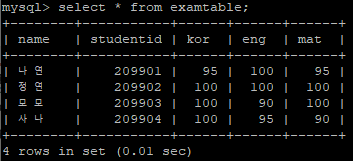 mysql> select * from examtable;
+--------+-----------+------+------+------+
| name | studentid | kor | eng | mat |
+--------+-----------+------+------+------+
| 나연 | 209901 | 95 | 100 | 95 |
| 정연 | 209902 | 100 | 100 | 100 |
| 모모 | 209903 | 100 | 90 | 100 |
| 사나 | 209904 | 100 | 95 | 90 |
+--------+-----------+------+------+------+
4 rows in set (0.01 sec)